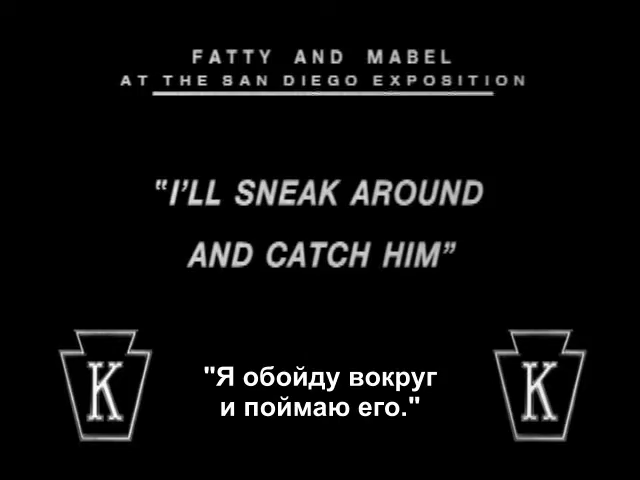 FATTY AND MABEL
AT THE SAN DIEGO EXPOSITION
"I'LL SNEAK AROUND
AND CATCH HIM"
K
K
"Я обойду вокруг
и поймаю его."